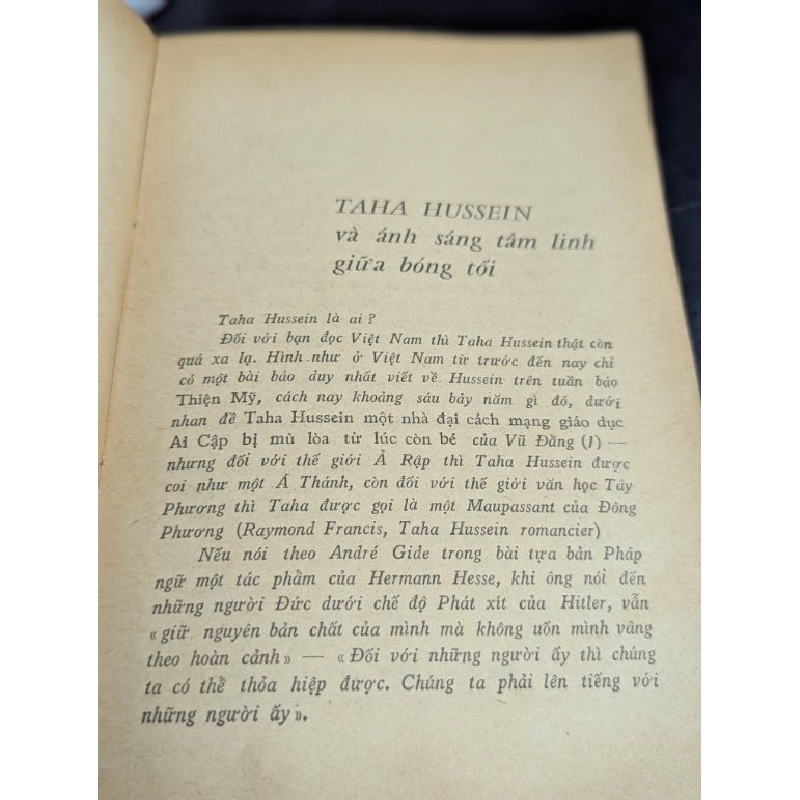 TAHA HUSSEIN
và ánh sáng tâm linh
giữa bóng tối
Taha Hussein là ai ?
Đối với bạn đọc Việt Nam thì Taha Hussein thật còn
quá xa lạ. Hình như ở Việt Nam từ trước đến nay chỉ
có một bài báo duy nhất viết về Hussein trên tuần báo
Thiện Mỹ, cách nay khoảng sáu bảy năm gì đó, dưới
nhan đề Taha Hussein một nhà đại cách mạng giáo dục
Ai Cập bị mù lòa từ lúc còn bé của Vũ Đằng (1) —
nhưng đối với thế giới Ả Rập thì Taha Hussein được
coi như một Á Thánh, còn đối với thế giới văn học Tây
Phương thì Taha được gọi là một Maupassant của Đông
Phương (Raymond Francis, Taha Hussein romancier)
Nếu nói theo André Gide trong bài tựa bản Pháp
ngữ một tác phẩm của Hermann Hesse, khi ông nói đến
những người Đức dưới chế độ Phát xít của Hitler, vẫn
« giữ nguyên bản chất của mình mà không uốn mình vâng
theo hoàn cảnh » — « Đối với những người ấy thì chúng
ta có thể thỏa hiệp được. Chúng ta phải lên tiếng với
những người ấy ».